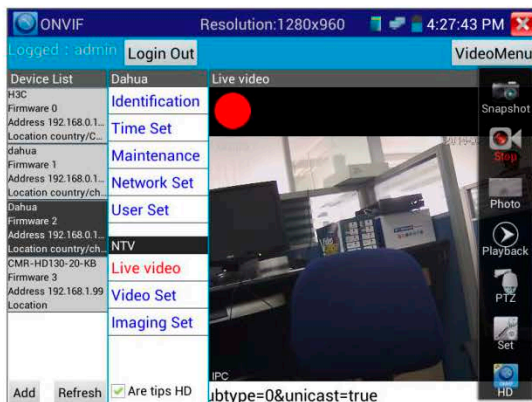 ONVIF Resolution:1280x960 4:27:43 PM
Logged : admin Login Out VideoMenu
Device List
H3C
Firmware 0
Address 192.168.0.1...
Location country/C...
dahua
Firmware 1
Address 192.168.0.1...
Location country/ch...
Dahua
Firmware 2
Address 192.168.0.1...
Location country/ch...
CMR-HD130-20-KB
Firmware 3
Address 192.168.1.99
Location
Add Refresh
Dahua
Identification
Time Set
Maintenance
Network Set
User Set
NTV
Live video
Video Set
Imaging Set
Are tips HD
Live video
IPC
ubtype=0&unicast=true
Snapshot
Stop
Photo
Playback
PTZ
Set
HD